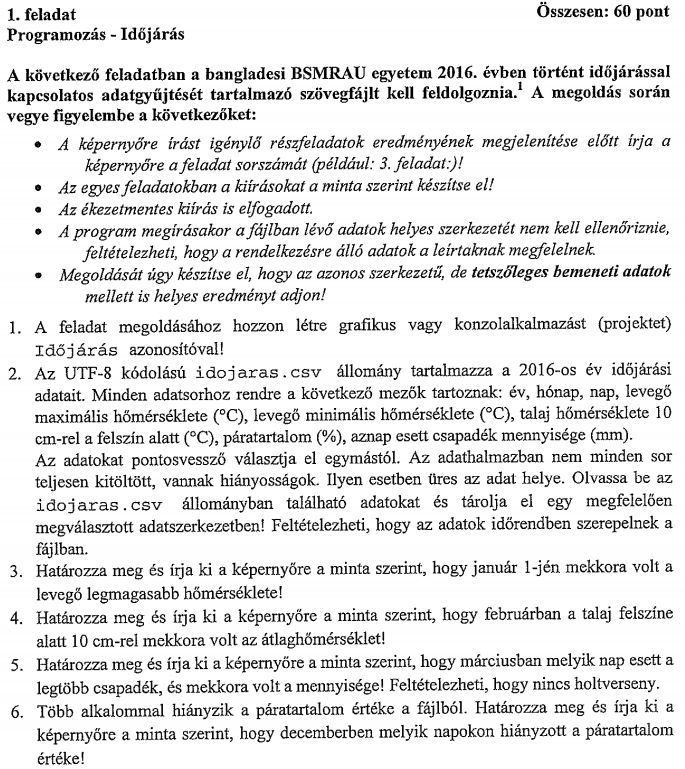 1. feladat Összesen: 60 pont
Programozás - Időjárás
A következő feladatban a bangladesi BSMRAU egyetem 2016. évben történt időjárással
kapcsolatos adatgyűjtését tartalmazó szövegfájlt kell feldolgoznia.¹ A megoldás során
vegye figyelembe a következőket:
• A képernyőre írást igénylő részfeladatok eredményének megjelenítése előtt írja a
képernyőre a feladat sorszámát (például: 3. feladat:)!
• Az egyes feladatokban a kiírásokat a minta szerint készítse el!
• Az ékezetmentes kiírás is elfogadott.
• A program megírásakor a fájlban lévő adatok helyes szerkezetét nem kell ellenőriznie,
feltételezheti, hogy a rendelkezésre álló adatok a leírtaknak megfelelnek.
• Megoldását úgy készítse el, hogy az azonos szerkezetű, de tetszőleges bemeneti adatok
mellett is helyes eredményt adjon!
1. A feladat megoldásához hozzon létre grafikus vagy konzolalkalmazást (projektet)
Időjárás azonosítóval!
2. Az UTF-8 kódolású idojaras.csv állomány tartalmazza a 2016-os év időjárási
adatait. Minden adatsorhoz rendre a következő mezők tartoznak: év, hónap, nap, levegő
maximális hőmérséklete (°C), levegő minimális hőmérséklete (°C), talaj hőmérséklete 10
cm-rel a felszín alatt (°C), páratartalom (%), aznap esett csapadék mennyisége (mm).
Az adatokat pontosvessző választja el egymástól. Az adathalmazban nem minden sor
teljesen kitöltött, vannak hiányosságok. Ilyen esetben üres az adat helye. Olvassa be az
idojaras.csv állományban található adatokat és tárolja el egy megfelelően
megválasztott adatszerkezetben! Feltételezheti, hogy az adatok időrendben szerepelnek a
fájlban.
3. Határozza meg és írja ki a képernyőre a minta szerint, hogy január 1-jén mekkora volt a
levegő legmagasabb hőmérséklete!
4. Határozza meg és írja ki a képernyőre a minta szerint, hogy februárban a talaj felszíne
alatt 10 cm-rel mekkora volt az átlaghőmérséklet!
5. Határozza meg és írja ki a képernyőre a minta szerint, hogy márciusban melyik nap esett a
legtöbb csapadék, és mekkora volt a mennyisége! Feltételezheti, hogy nincs holtverseny.
6. Több alkalommal hiányzik a páratartalom értéke a fájlból. Határozza meg és írja ki a
képernyőre a minta szerint, hogy decemberben melyik napokon hiányzott a páratartalom
értéke!